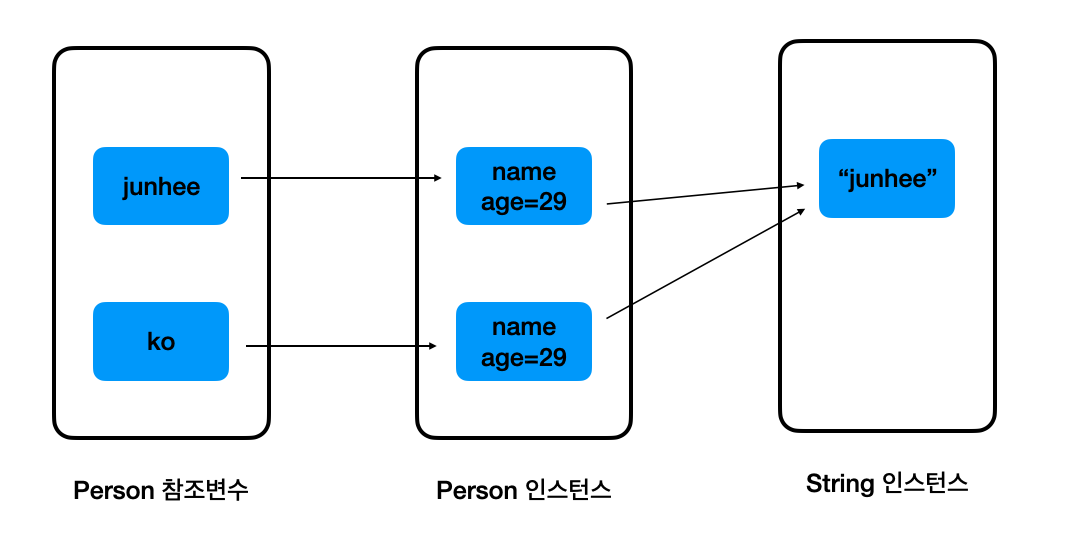 junhee
ko
Person 참조변수
name
age=29
name
age=29
Person 인스턴스
“junhee”
String 인스턴스